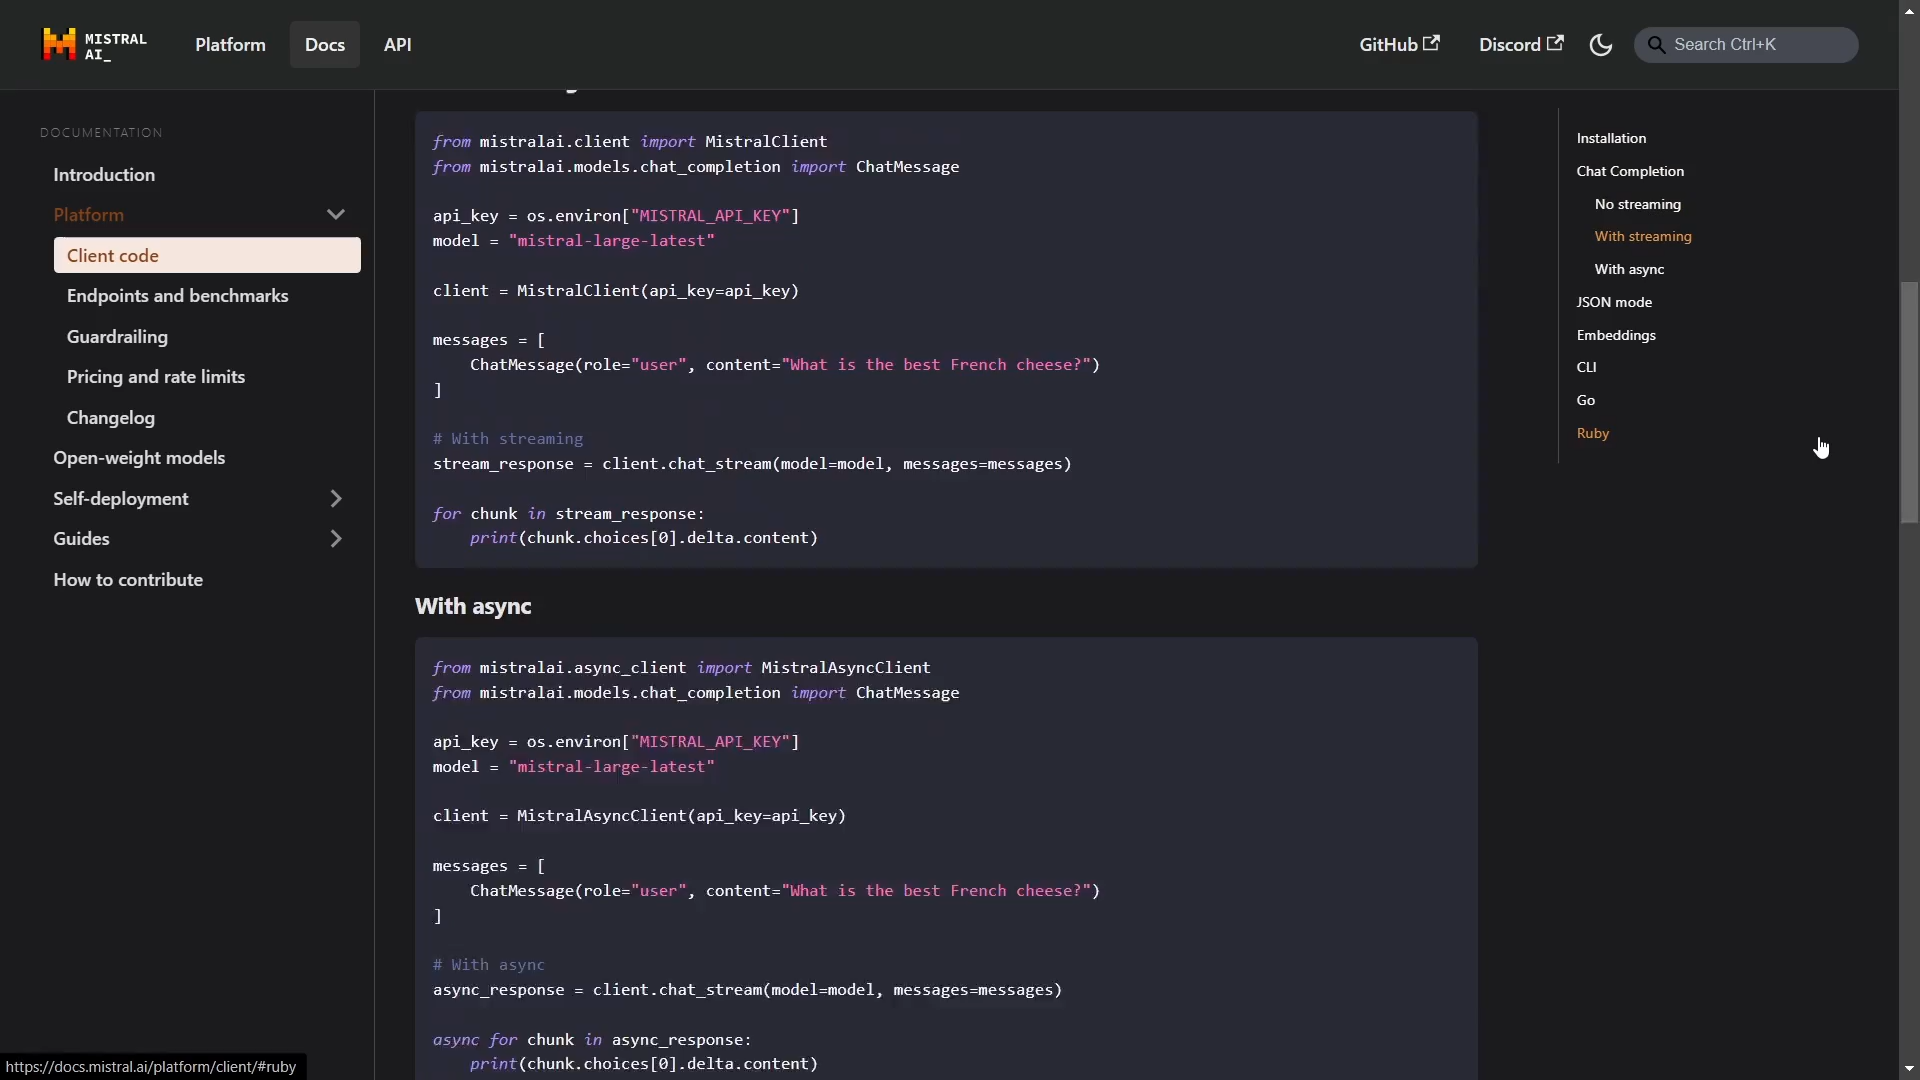 MISTRAL
AI_
Platform
Docs
API
GitHub
Discord
Search Ctrl+K
DOCUMENTATION
Introduction
Platform
Client code
Endpoints and benchmarks
Guardrailing
Pricing and rate limits
Changelog
Open-weight models
Self-deployment
Guides
How to contribute
from mistralai.client import MistralClient
from mistralai.models.chat_completion import ChatMessage
api_key = os.environ["MISTRAL_API_KEY"]
model = "mistral-large-latest"
client = MistralClient(api_key=api_key)
messages = [
ChatMessage(role="user", content="What is the best French cheese?")
]
# With streaming
stream_response = client.chat_stream(model=model, messages=messages)
for chunk in stream_response:
print(chunk.choices[0].delta.content)
With async
from mistralai.async_client import MistralAsyncClient
from mistralai.models.chat_completion import ChatMessage
api_key = os.environ["MISTRAL_API_KEY"]
model = "mistral-large-latest"
client = MistralAsyncClient(api_key=api_key)
messages = [
ChatMessage(role="user", content="What is the best French cheese?")
]
# With async
async_response = client.chat_stream(model=model, messages=messages)
async for chunk in async_response:
print(chunk.choices[0].delta.content)
Installation
Chat Completion
No streaming
With streaming
With async
JSON mode
Embeddings
CLI
Go
Ruby
https://docs.mistral.ai/platform/client/#ruby